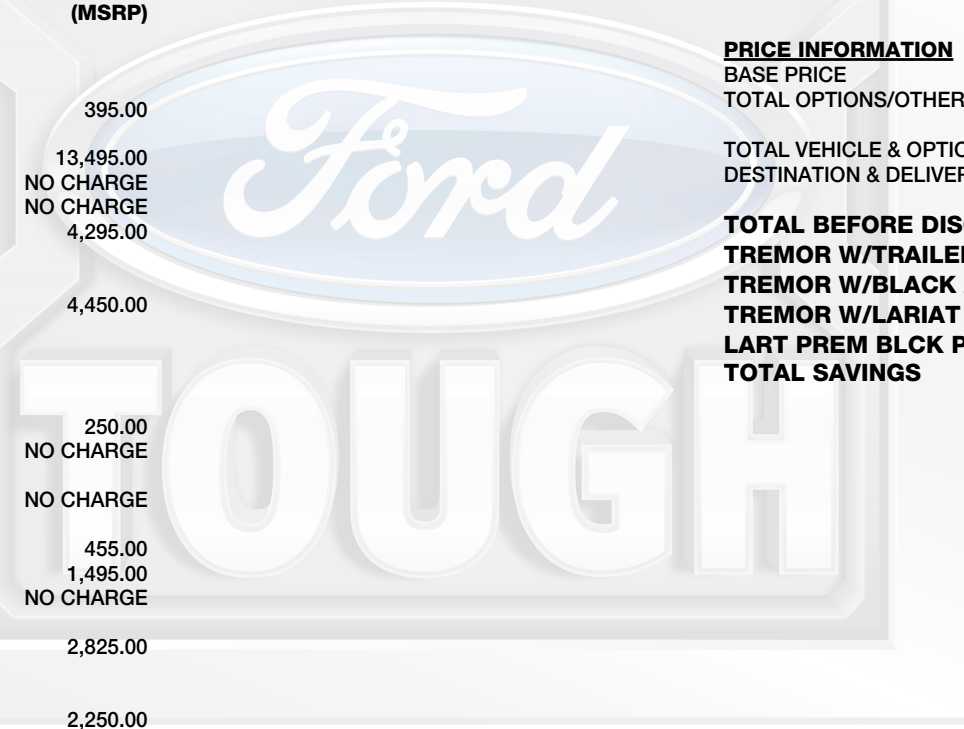 (MSRP)
395.00
13,495.00
NO CHARGE
NO CHARGE
4,295.00
4,450.00
250.00
NO CHARGE
NO CHARGE
455.00
1,495.00
NO CHARGE
2,825.00
2,250.00
Ford
TOUGH
PRICE INFORMATION
BASE PRICE
TOTAL OPTIONS/OTHER
TOTAL VEHICLE & OPTIO
DESTINATION & DELIVER
TOTAL BEFORE DIS
TREMOR W/TRAILE
TREMOR W/BLACK
TREMOR W/LARIAT
LART PREM BLCK P
TOTAL SAVINGS